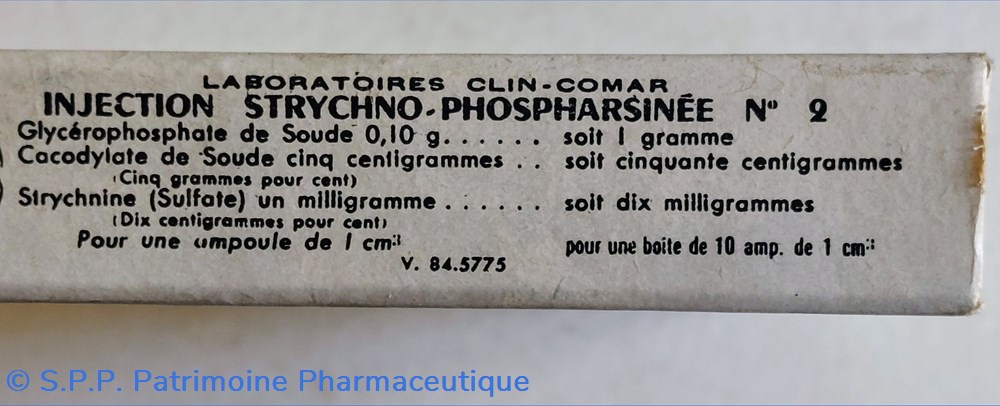 LABORATOIRES CLIN-COMAR
INJECTION STRYCHNO-PHOSPHARSINÉE Nº 2
Glycérophosphate de Soude 0,10 g. . . . . . soit 1 gramme
Cacodylate de Soude cinq centigrammes . . soit cinquante centigrammes
(Cinq grammes pour cent)
Strychnine (Sulfate) un milligramme . . . . . . soit dix milligrammes
(Dix centigrammes pour cent)
Pour une ampoule de 1 cm³ pour une boite de 10 amp. de 1 cm³
V. 84.5775
© S.P.P. Patrimoine Pharmaceutique